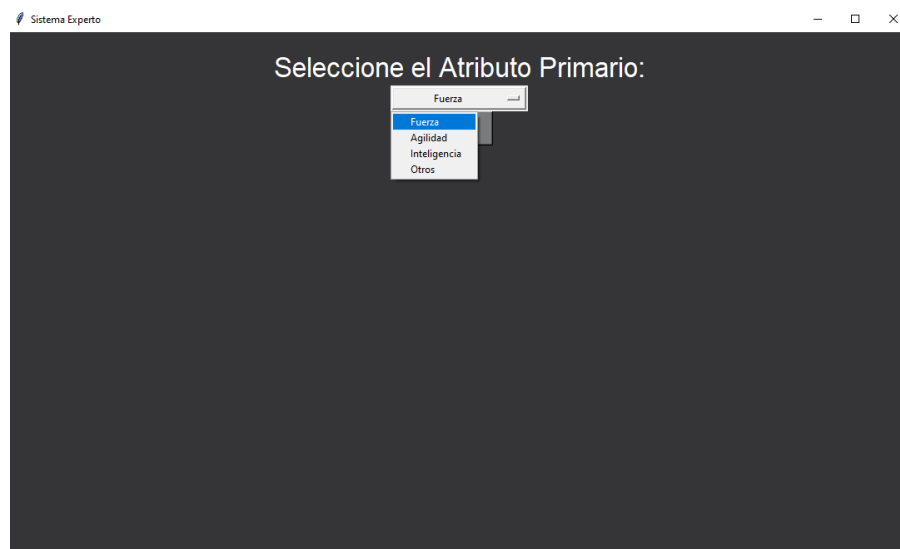 Sistema Experto
Seleccione el Atributo Primario:
Fuerza
Fuerza
Agilidad
Inteligencia
Otros